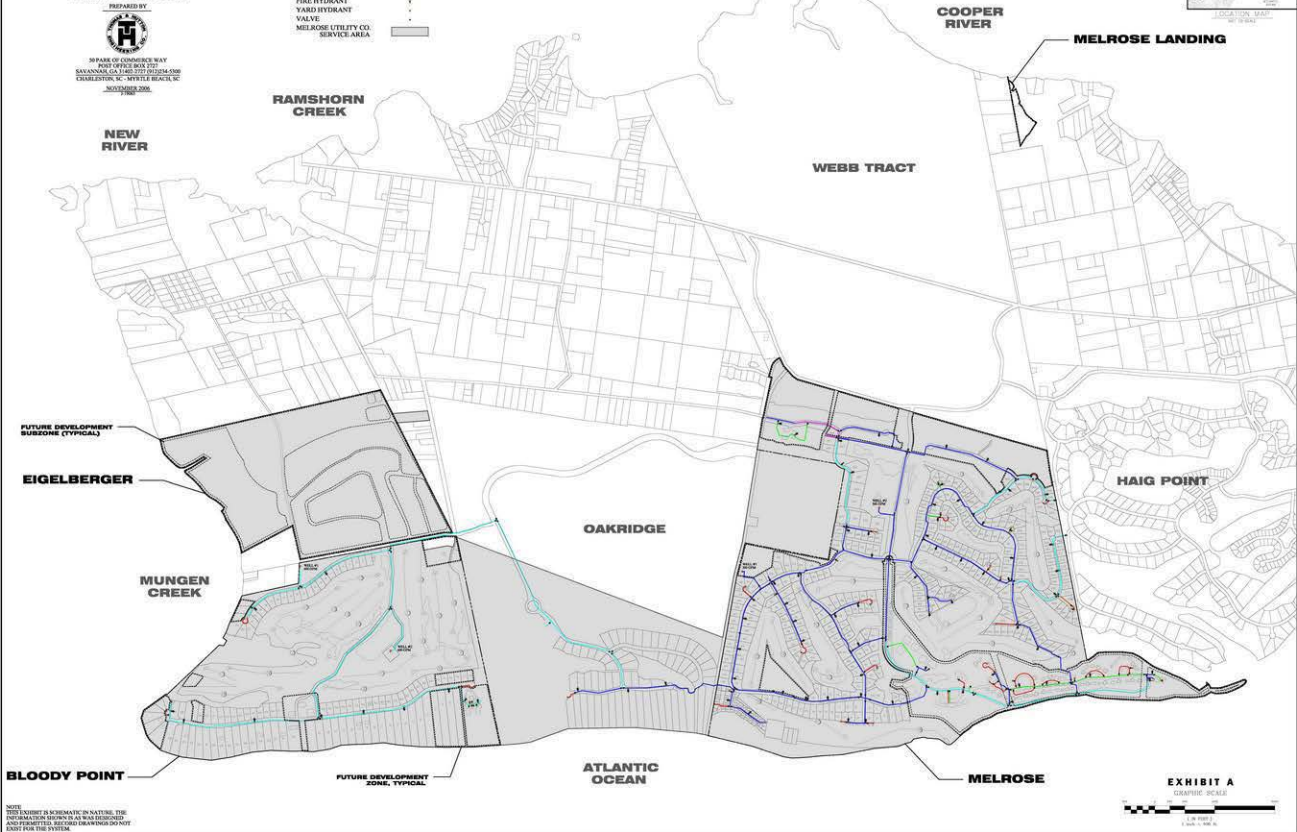 PREPARED BY
30 PARK OF COMMERCE WAY
POST OFFICE BOX 2727
SAVANNAH, GA 31402-2727 (912)234-5300
CHARLESTON, SC - MYRTLE BEACH, SC
NOVEMBER 2006
FIRE HYDRANT
YARD HYDRANT
VALVE
MELROSE UTILITY CO.
SERVICE AREA
COOPER
RIVER
LOCATION MAP
MELROSE LANDING
RAMSHORN
CREEK
NEW
RIVER
WEBB TRACT
FUTURE DEVELOPMENT
SUBZONE (TYPICAL)
EIGELBERGER
HAIG POINT
OAKRIDGE
MUNGEN
CREEK
BLOODY POINT
FUTURE DEVELOPMENT
ZONE, TYPICAL
ATLANTIC
OCEAN
MELROSE
EXHIBIT A
GRAPHIC SCALE
NOTE
THIS EXHIBIT IS SCHEMATIC IN NATURE. THE
INFORMATION SHOWN IS AS WAS DESIGNED
AND PERMITTED. RECORD DRAWINGS DO NOT
EXIST FOR THE SYSTEM.